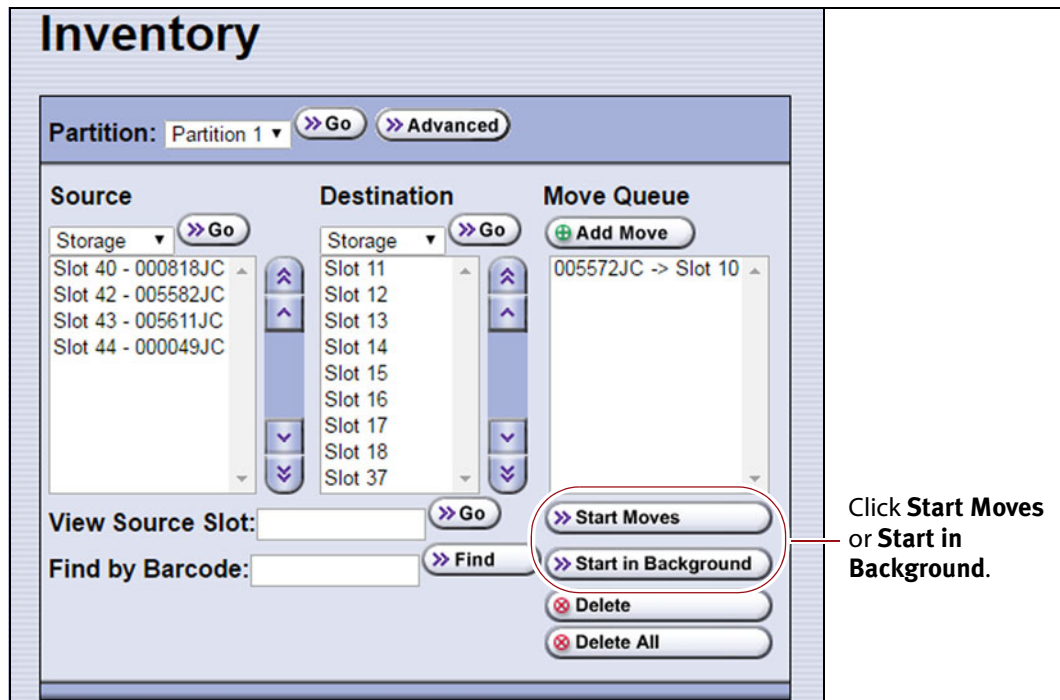 Inventory
Partition: Partition 1 Go Advanced
Source Destination Move Queue
Storage Go Storage Go Add Move
Slot 40 - 000818JC Slot 11 005572JC -> Slot 10
Slot 42 - 005582JC Slot 12
Slot 43 - 005611JC Slot 13
Slot 44 - 000049JC Slot 14
Slot 15
Slot 16
Slot 17
Slot 18
Slot 37
View Source Slot: Go Start Moves
Find by Barcode: Find Start in Background
Delete
Delete All
Click Start Moves
or Start in
Background.